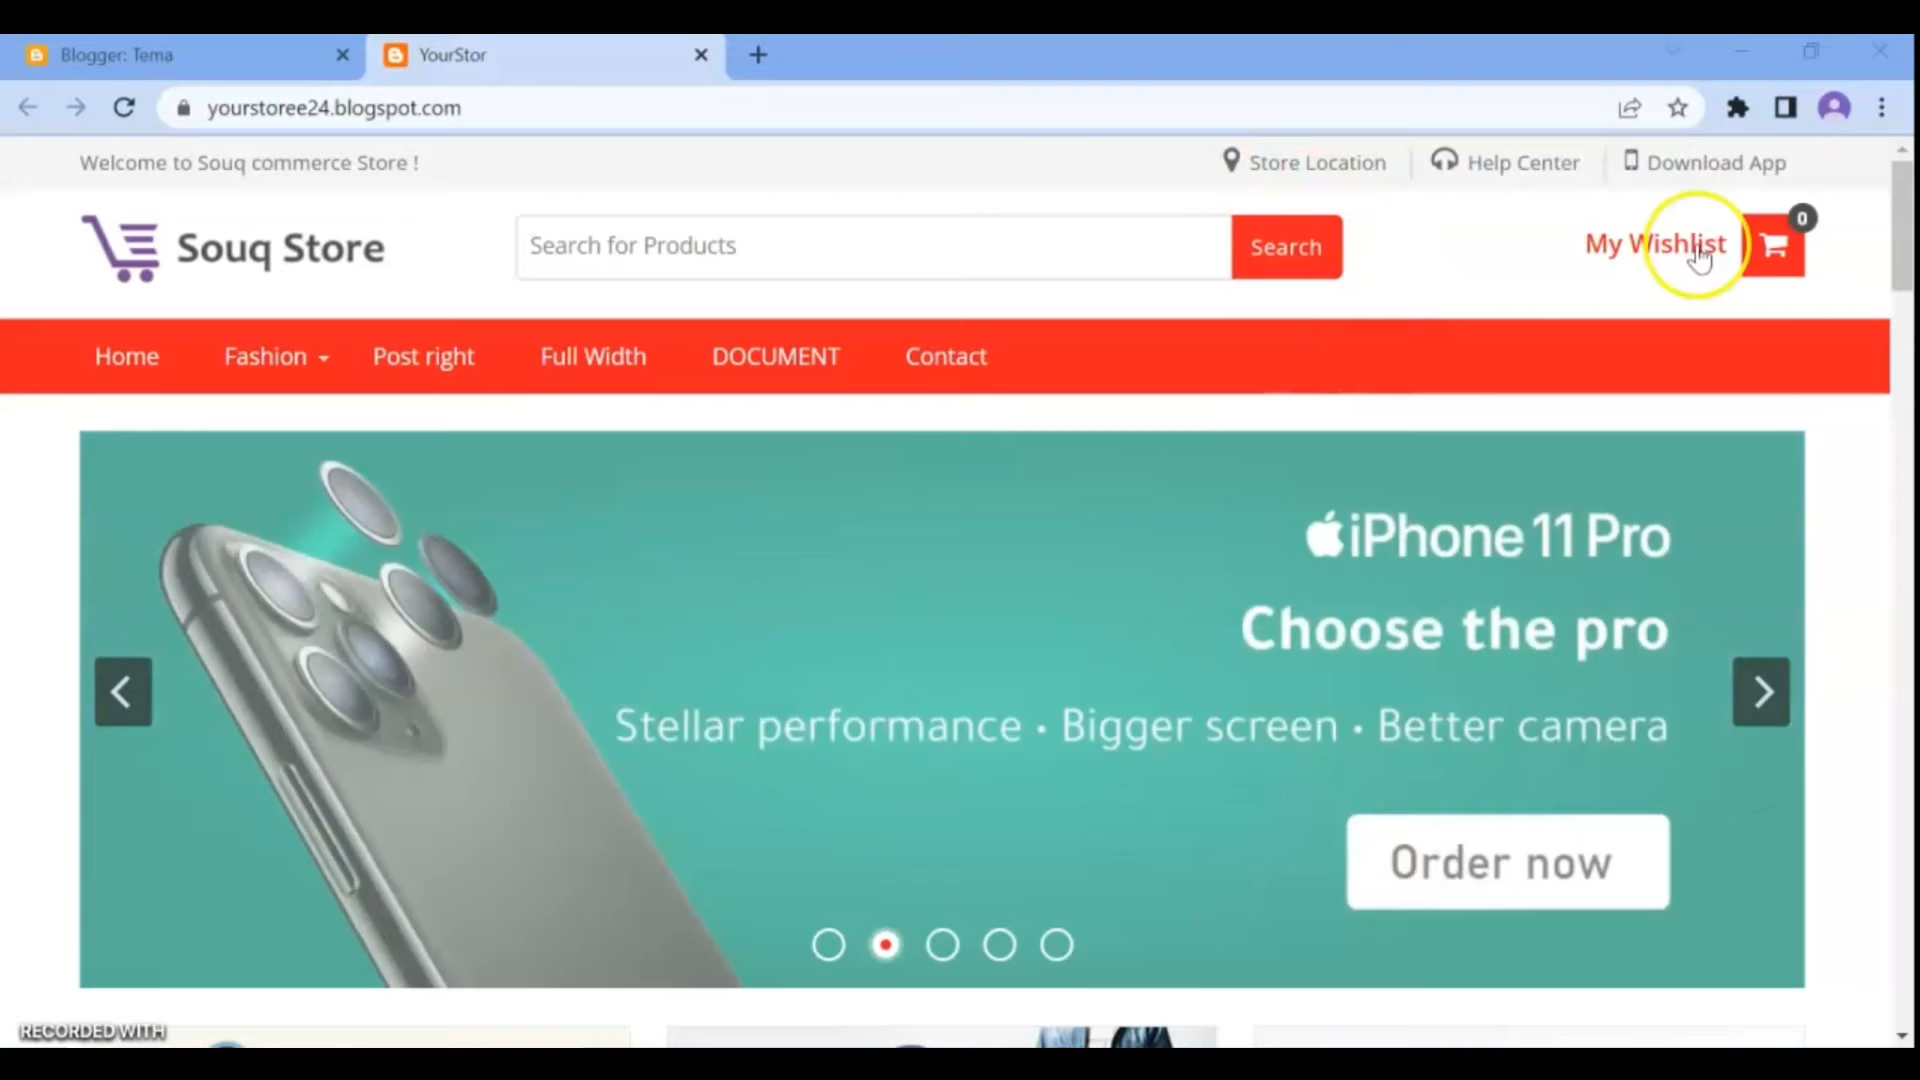 Blogger: Tema
YourStor
yourstoree24.blogspot.com
Welcome to Souq commerce Store !
Store Location
Help Center
Download App
Souq Store
Search for Products
Search
My Wishlist
0
Home
Fashion
Post right
Full Width
DOCUMENT
Contact
iPhone 11 Pro
Choose the pro
Stellar performance · Bigger screen · Better camera
Order now
RECORDED WITH